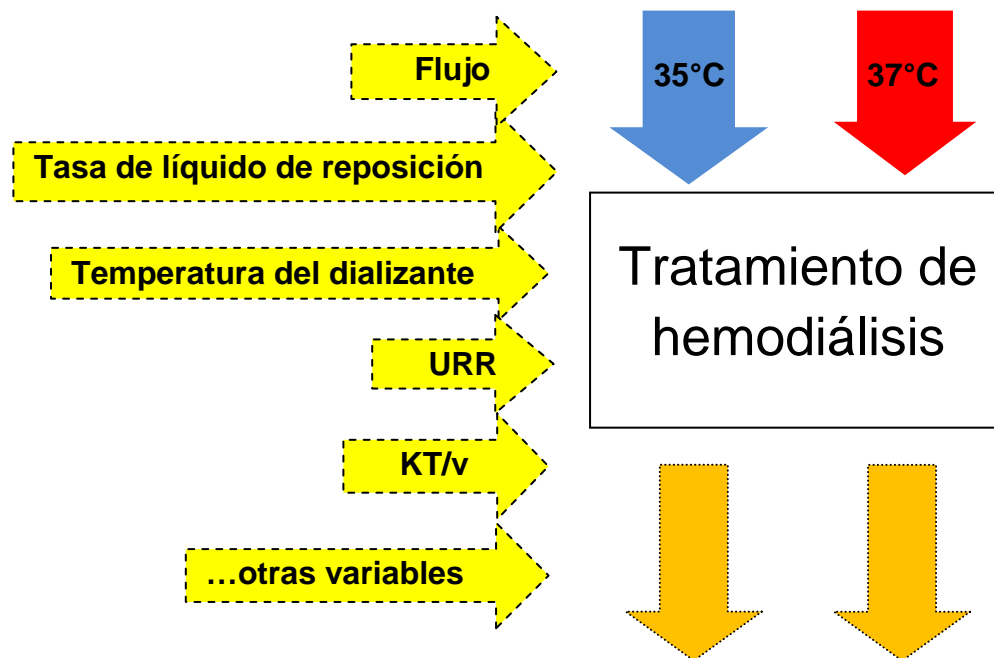 Flujo
35°C
37°C
Tasa de líquido de reposición
Temperatura del dializante
Tratamiento de
hemodiálisis
URR
KT/v
...otras variables